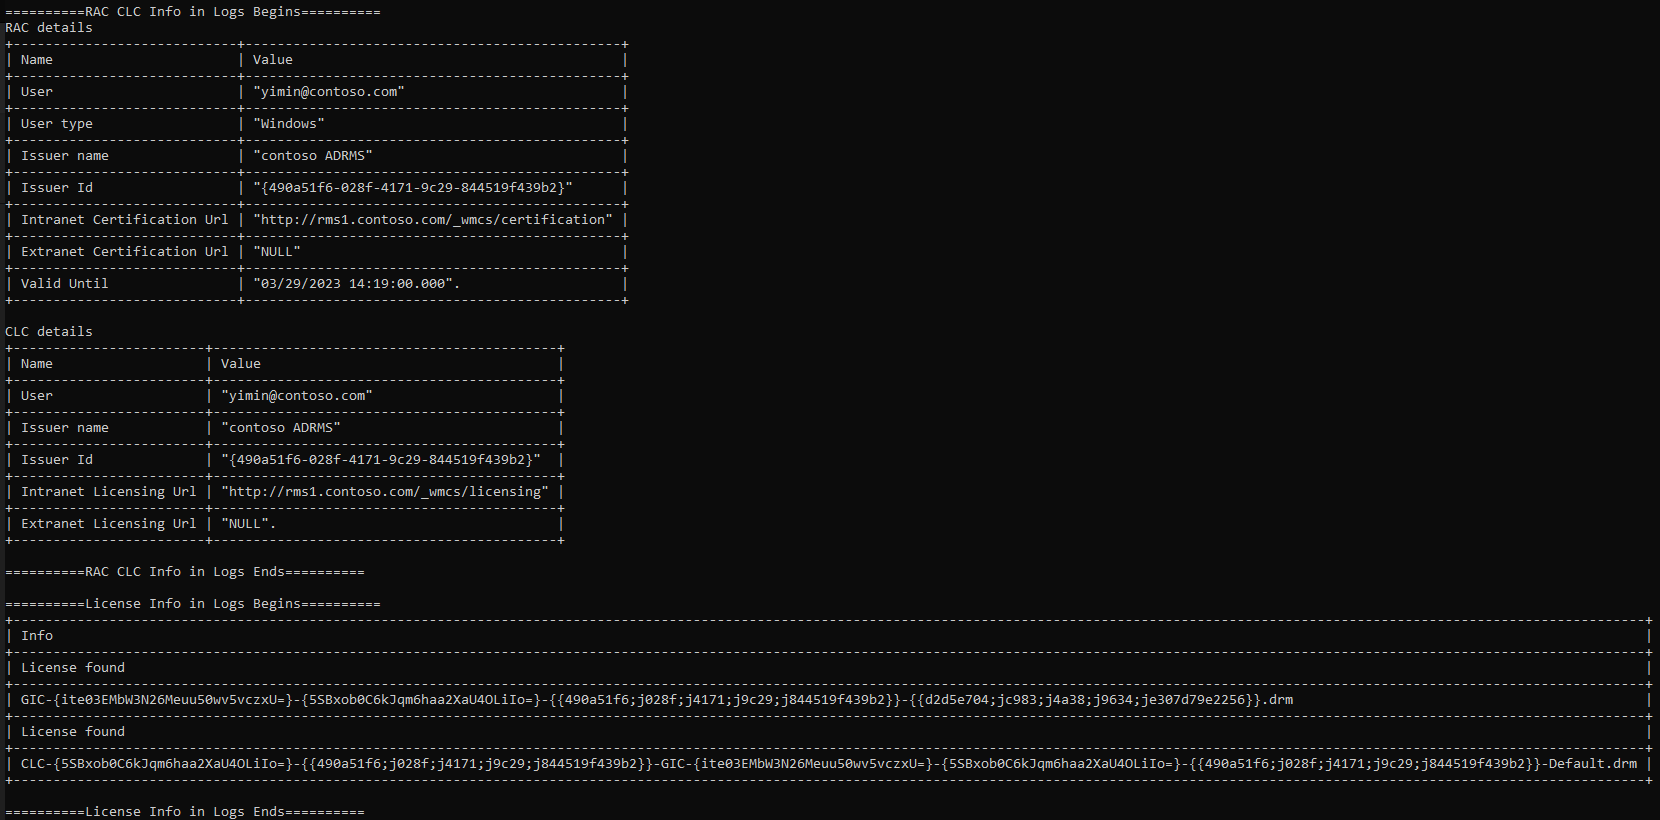 ==========RAC CLC Info in Logs Begins==========
RAC details
+----------------------------+-----------------------------------------------+
| Name                       | Value                                         |
+----------------------------+-----------------------------------------------+
| User                       | "yimin@contoso.com"                           |
+----------------------------+-----------------------------------------------+
| User type                  | "Windows"                                     |
+----------------------------+-----------------------------------------------+
| Issuer name                | "contoso ADRMS"                               |
+----------------------------+-----------------------------------------------+
| Issuer Id                  | "{490a51f6-028f-4171-9c29-844519f439b2}"      |
+----------------------------+-----------------------------------------------+
| Intranet Certification Url | "http://rms1.contoso.com/_wmcs/certification" |
+----------------------------+-----------------------------------------------+
| Extranet Certification Url | "NULL"                                        |
+----------------------------+-----------------------------------------------+
| Valid Until                | "03/29/2023 14:19:00.000".                    |
+----------------------------+-----------------------------------------------+

CLC details
+------------------------+-------------------------------------------+
| Name                   | Value                                     |
+------------------------+-------------------------------------------+
| User                   | "yimin@contoso.com"                       |
+------------------------+-------------------------------------------+
| Issuer name            | "contoso ADRMS"                           |
+------------------------+-------------------------------------------+
| Issuer Id              | "{490a51f6-028f-4171-9c29-844519f439b2}"  |
+------------------------+-------------------------------------------+
| Intranet Licensing Url | "http://rms1.contoso.com/_wmcs/licensing" |
+------------------------+-------------------------------------------+
| Extranet Licensing Url | "NULL".                                   |
+------------------------+-------------------------------------------+

==========RAC CLC Info in Logs Ends==========

==========License Info in Logs Begins==========
| Info |
| License found |
| GIC-{ite03EMbW3N26Meuu50wv5vczxU=}-{5SBxob0C6kJqm6haa2XaU4OLiIo=}-{{490a51f6;j028f;j4171;j9c29;j844519f439b2}}-{{d2d5e704;jc983;j4a38;j9634;je307d79e2256}}.drm |
| License found |
| CLC-{5SBxob0C6kJqm6haa2XaU4OLiIo=}-{{490a51f6;j028f;j4171;j9c29;j844519f439b2}}-GIC-{ite03EMbW3N26Meuu50wv5vczxU=}-{5SBxob0C6kJqm6haa2XaU4OLiIo=}-{{490a51f6;j028f;j4171;j9c29;j844519f439b2}}-Default.drm |

==========License Info in Logs Ends==========